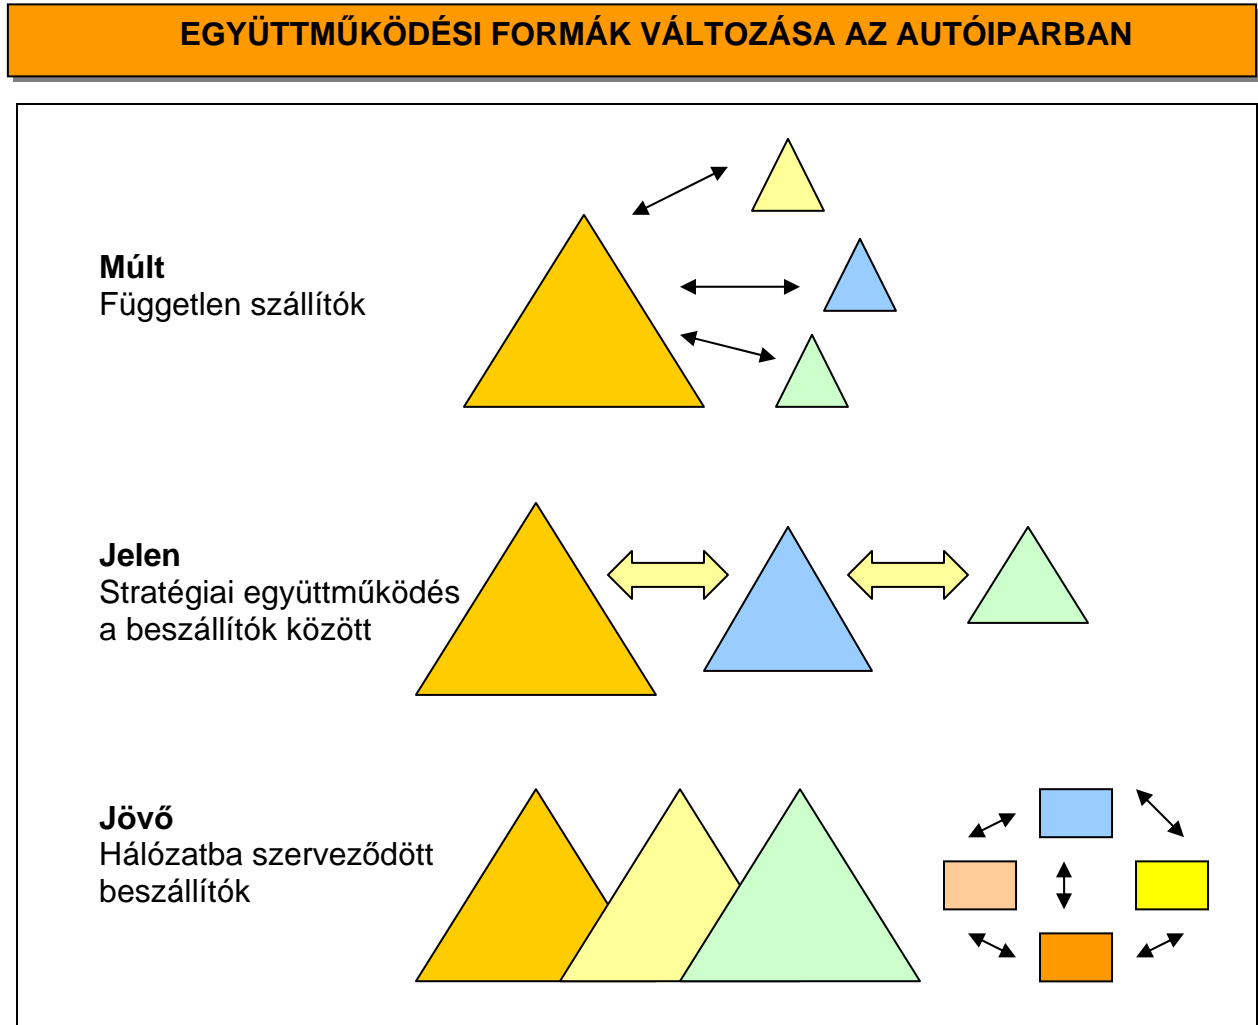 EGYÜTTMŰKÖDÉSI FORMÁK VÁLTOZÁSA AZ AUTÓIPARBAN
Múlt
Független szállítók
Jelen
Stratégiai együttműködés
a beszállítók között
Jövő
Hálózatba szerveződött
beszállítók